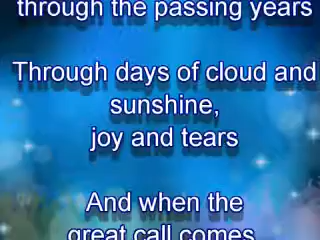 through the passing years
Through days of cloud and
sunshine,
joy and tears
And when the
great call comes